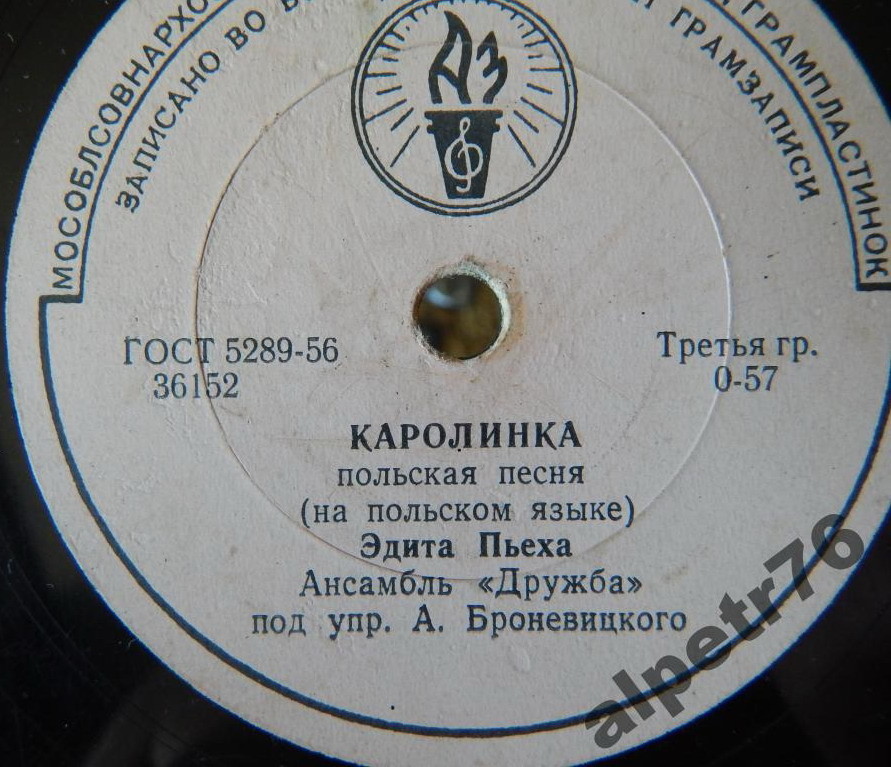 МОСОБЛСОВНАРХО
ГРАМПЛАСТИНОК
ЗАПИСАНО ВО
ГРАМЗАПИСИ
АЗ
ГОСТ 5289-56
36152
Третья гр.
0-57
КАРОЛИНКА
польская песня
(на польском языке)
Эдита Пьеха
Ансамбль «Дружба»
под упр. А. Броневицкого
alpetr76